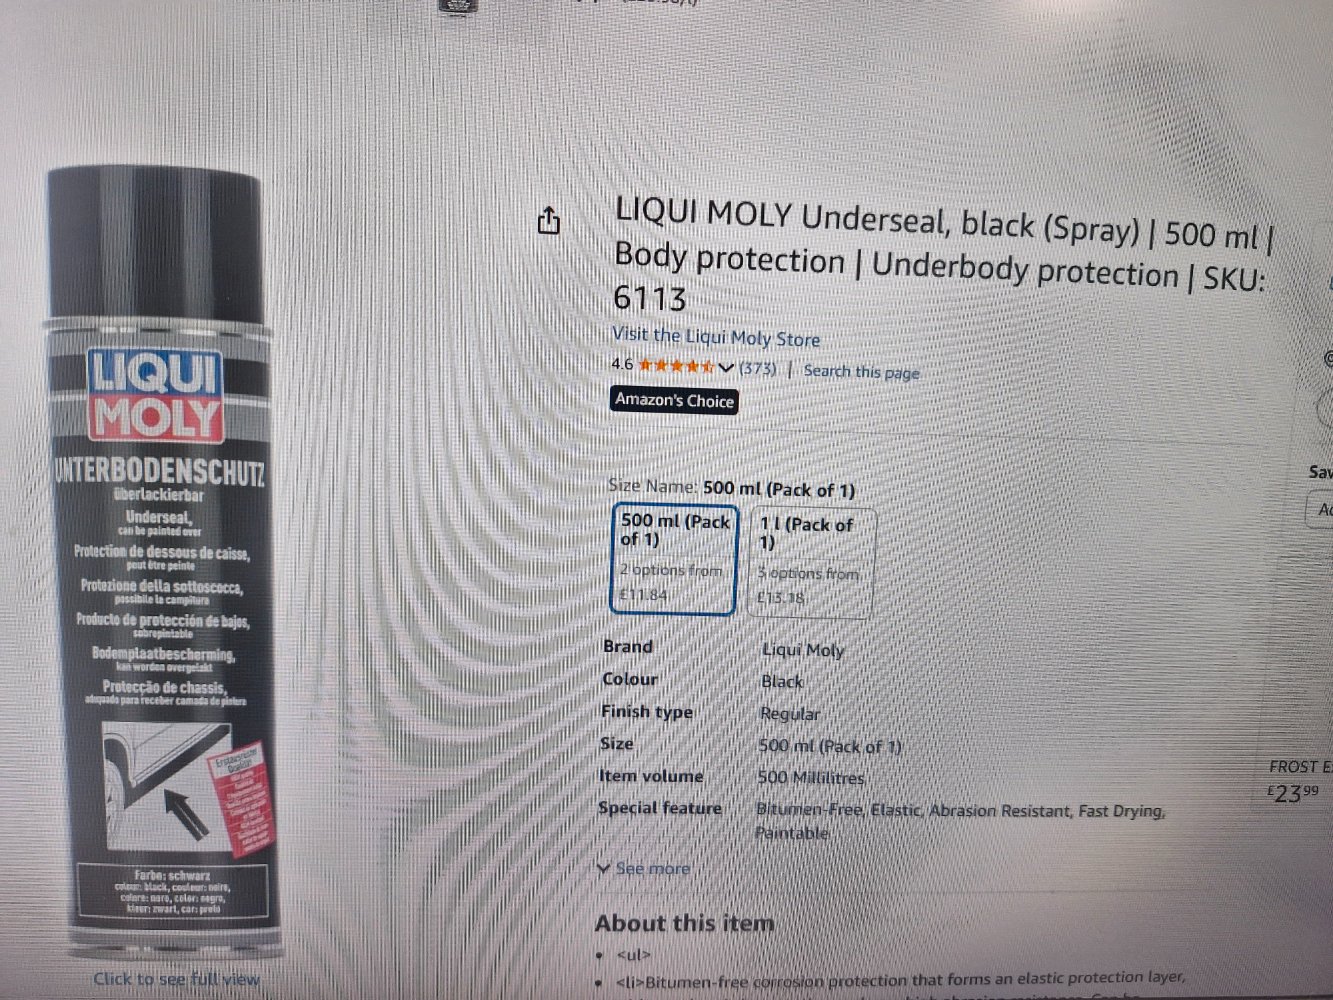 LIQUI
MOLY
UNTERBODENSCHUTZ
überlackierbar
Underseal,
can be painted over
Protection de dessous de caisse,
peut être peinte
Protezione della sottoscocca,
possibile la campitura
Producto de protección de bajos,
sobrepintable
Bodemplaatbescherming,
kan worden overgelakt
Protecção de chassis,
adequado para receber camada de pintura
Erstausrüster
Qualität!
Farbe: schwarz
colour: black, couleur: noire,
colore: nero, color: negro,
kleur: zwart, cor: preto
Click to see full view
LIQUI MOLY Underseal, black (Spray) | 500 ml |
Body protection | Underbody protection | SKU:
6113
Visit the Liqui Moly Store
4.6 (373) | Search this page
Amazon's Choice
Size Name: 500 ml (Pack of 1)
500 ml (Pack
of 1)
2 options from
£11.84
1 l (Pack of
1)
3 options from
£13.18
Brand Liqui Moly
Colour Black
Finish type Regular
Size 500 ml (Pack of 1)
Item volume 500 Millilitres
Special feature Bitumen-Free, Elastic, Abrasion Resistant, Fast Drying,
Paintable
See more
About this item
• <ul>
• <li>Bitumen-free corrosion protection that forms an elastic protection layer,
Sav
FROST E
£23.99